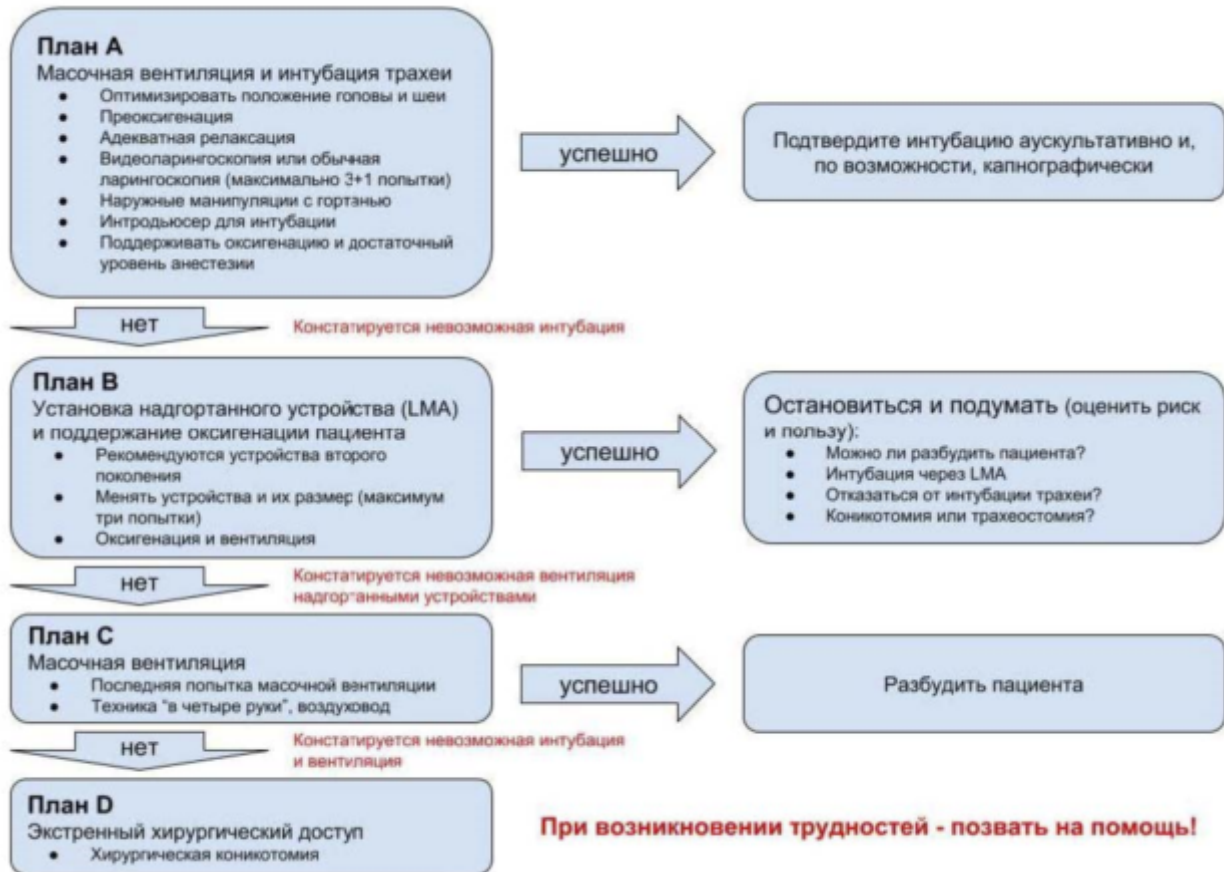 План A
Масочная вентиляция и интубация трахеи
● Оптимизировать положение головы и шеи
● Преоксигенация
● Адекватная релаксация
● Видеоларингоскопия или обычная
ларингоскопия (максимально 3+1 попытки)
● Наружные манипуляции с гортанью
● Интродьюсер для интубации
● Поддерживать оксигенацию и достаточный
уровень анестезии
успешно
Подтвердите интубацию аускультативно и,
по возможности, капнографически
нет
Констатируется невозможная интубация
План B
Установка надгортанного устройства (LMA)
и поддержание оксигенации пациента
● Рекомендуются устройства второго
поколения
● Менять устройства и их размер (максимум
три попытки)
● Оксигенация и вентиляция
успешно
Остановиться и подумать (оценить риск
и пользу):
● Можно ли разбудить пациента?
● Интубация через LMA
● Отказаться от интубации трахеи?
● Коникотомия или трахеостомия?
нет
Констатируется невозможная вентиляция
надгортанными устройствами
План C
Масочная вентиляция
● Последняя попытка масочной вентиляции
● Техника "в четыре руки", воздуховод
успешно
Разбудить пациента
нет
Констатируется невозможная интубация
и вентиляция
План D
Экстренный хирургический доступ
● Хирургическая коникотомия
При возникновении трудностей - позвать на помощь!